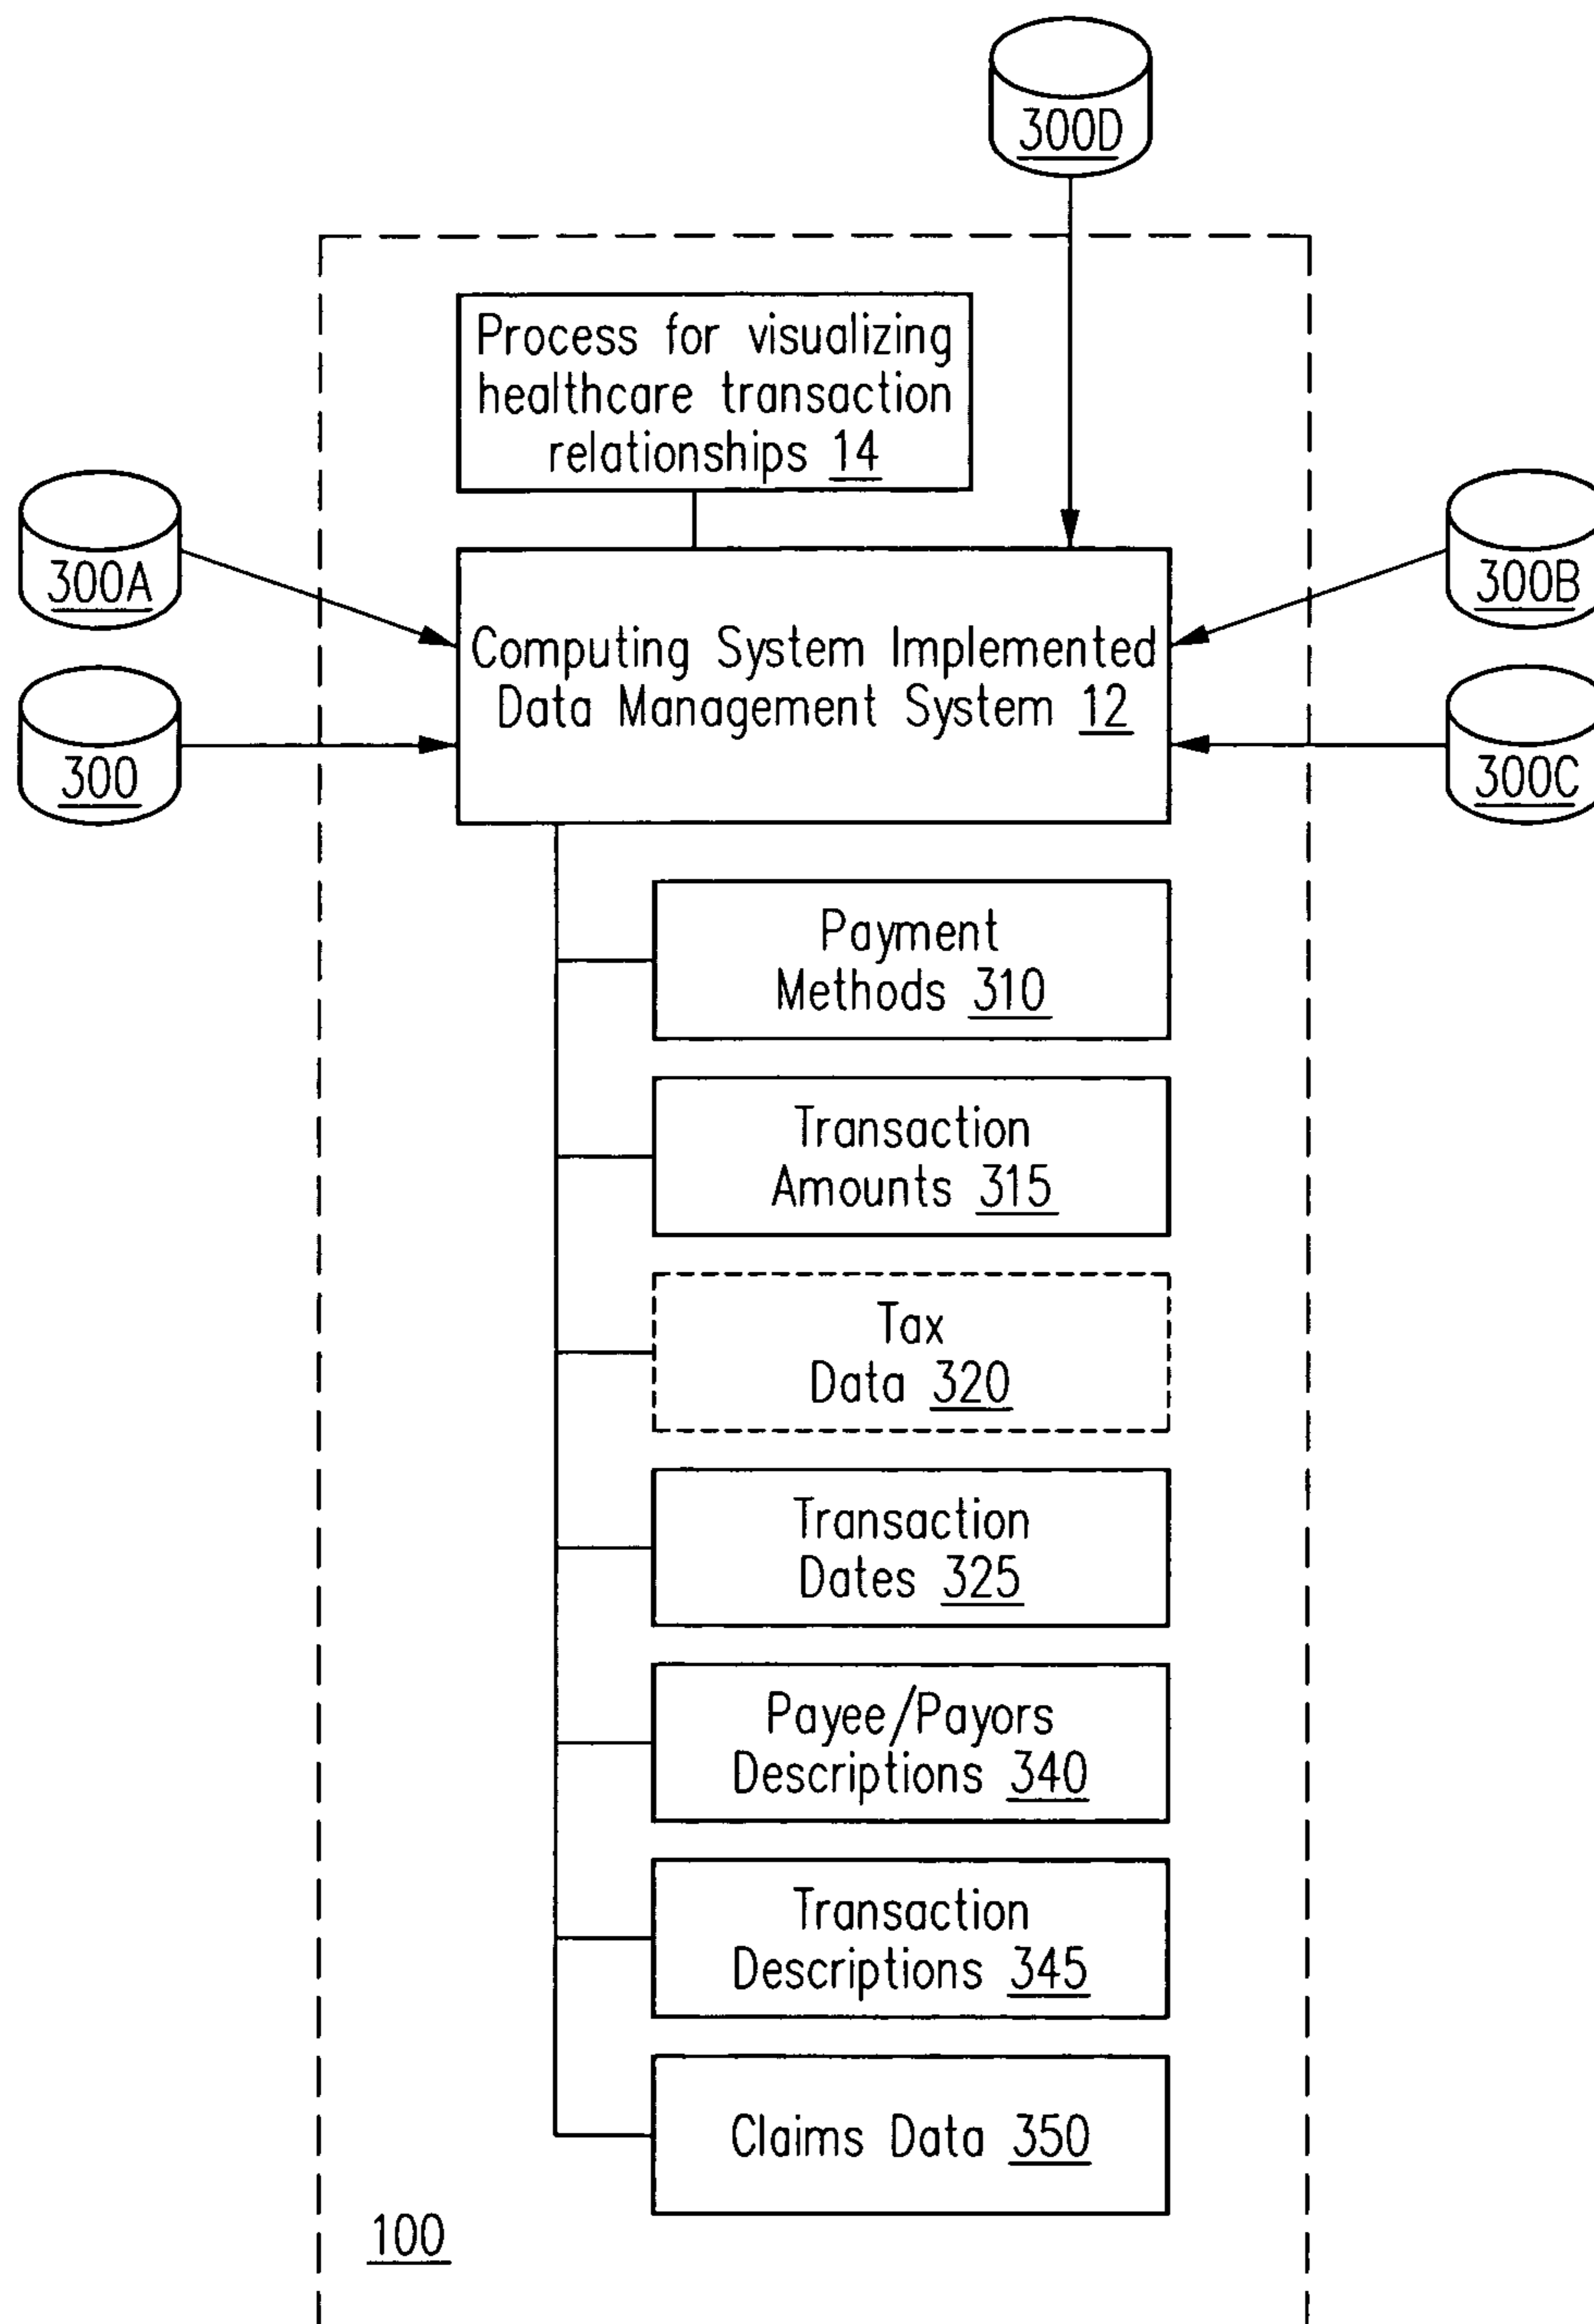 300D
Process for visualizing
healthcare transaction
relationships 14
300A
300B
Computing System Implemented
Data Management System 12
300
300C
Payment
Methods 310
Transaction
Amounts 315
Tax
Data 320
Transaction
Dates 325
Payee/Payors
Descriptions 340
Transaction
Descriptions 345
Claims Data 350
100